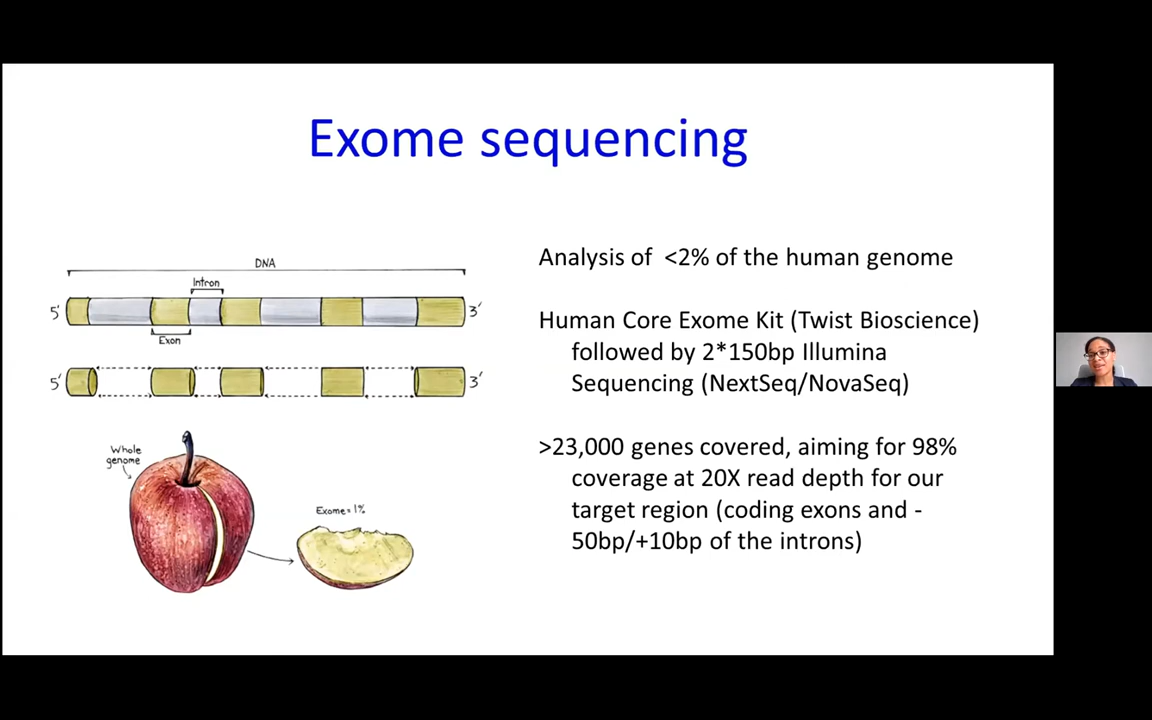 Exome sequencing
DNA
Intron
5'
3'
Exon
5'
3'
Whole
genome
Exome=1%
Analysis of  <2% of the human genome
Human Core Exome Kit (Twist Bioscience)
followed by 2*150bp Illumina
Sequencing (NextSeq/NovaSeq)
>23,000 genes covered, aiming for 98%
coverage at 20X read depth for our
target region (coding exons and -
50bp/+10bp of the introns)